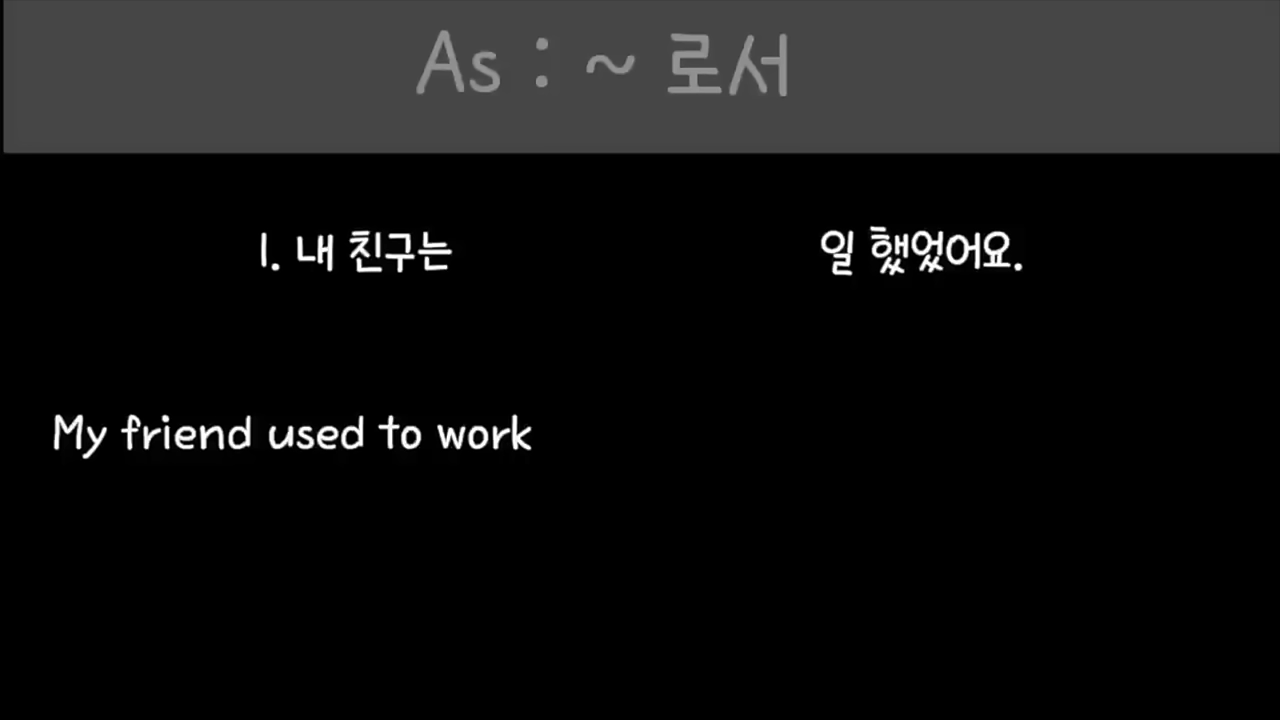 As : ~ 로서
1. 내 친구는 일 했었어요.
My friend used to work